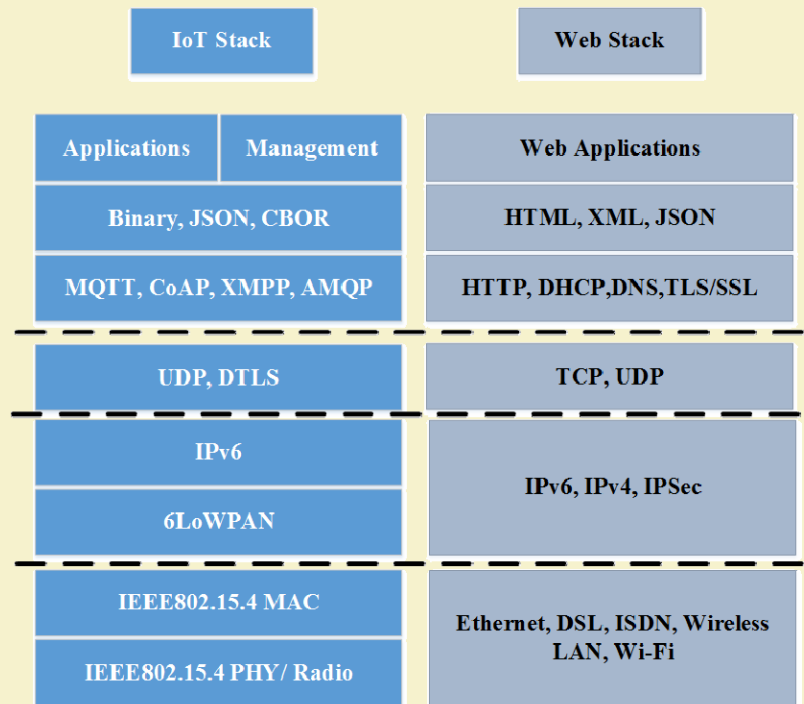 IoT Stack
Web Stack
Applications
Management
Web Applications
Binary, JSON, CBOR
HTML, XML, JSON
MQTT, CoAP, XMPP, AMQP
HTTP, DHCP,DNS,TLS/SSL
UDP, DTLS
TCP, UDP
IPv6
6LoWPAN
IPv6, IPv4, IPSec
IEEE802.15.4 MAC
IEEE802.15.4 PHY/ Radio
Ethernet, DSL, ISDN, Wireless
LAN, Wi-Fi